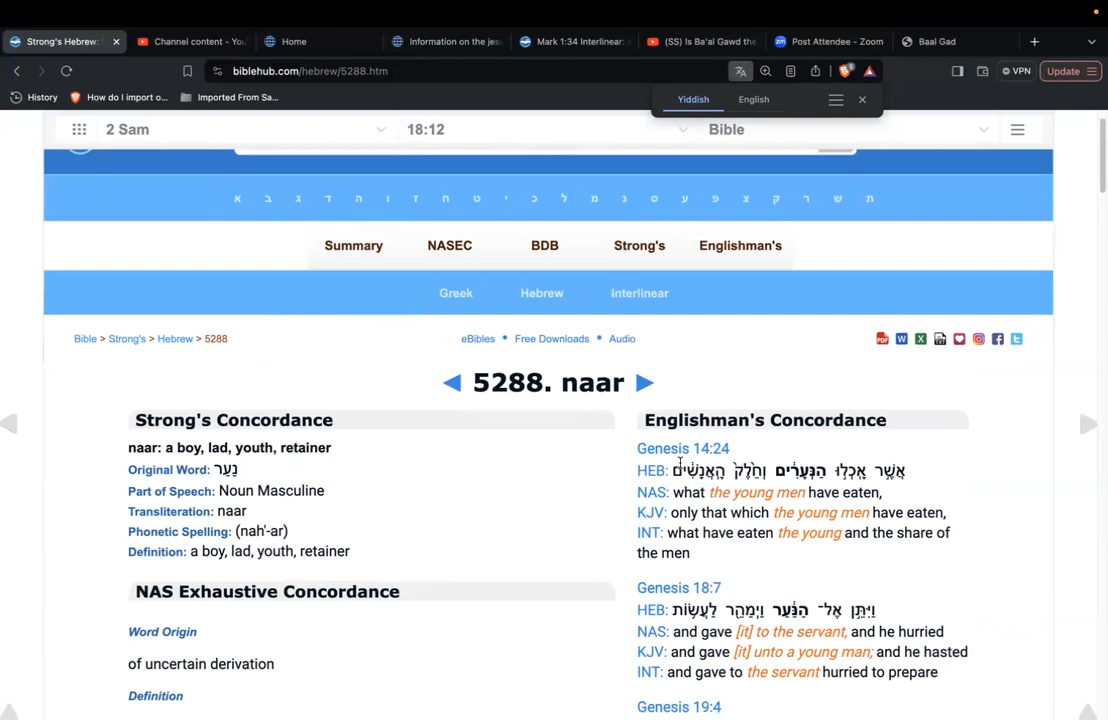 Strong's Hebrew:
Channel content - You
Home
Information on the jes
Mark 1:34 Interlinear: a
(SS) Is Ba'al Gawd the
Post Attendee - Zoom
Baal Gad
biblehub.com/hebrew/5288.htm
VPN
Update
History
How do I import o...
Imported From Sa...
Yiddish
English
2 Sam
18:12
Bible
א ב ג ד ה ו ז ח ט י כ ל מ נ ס ע פ צ ק ר ש ת
Summary
NASEC
BDB
Strong's
Englishman's
Greek
Hebrew
Interlinear
Bible > Strong's > Hebrew > 5288
eBibles • Free Downloads • Audio
◄ 5288. naar ►
Strong's Concordance
naar: a boy, lad, youth, retainer
Original Word: נַעַר
Part of Speech: Noun Masculine
Transliteration: naar
Phonetic Spelling: (nah'-ar)
Definition: a boy, lad, youth, retainer
NAS Exhaustive Concordance
Word Origin
of uncertain derivation
Definition
Englishman's Concordance
Genesis 14:24
HEB: אֲשֶׁ֣ר אָֽכְל֣וּ הַנְּעָרִ֔ים וְחֵ֙לֶק֙ הָֽאֲנָשִׁ֔ים
NAS: what the young men have eaten,
KJV: only that which the young men have eaten,
INT: what have eaten the young and the share of
the men
Genesis 18:7
HEB: וַיִּתֵּ֣ן אֶל־ הַנַּ֔עַר וַיְמַהֵ֖ר לַעֲשׂ֥וֹת
NAS: and gave [it] to the servant, and he hurried
KJV: and gave [it] unto a young man; and he hasted
INT: and gave to the servant hurried to prepare
Genesis 19:4